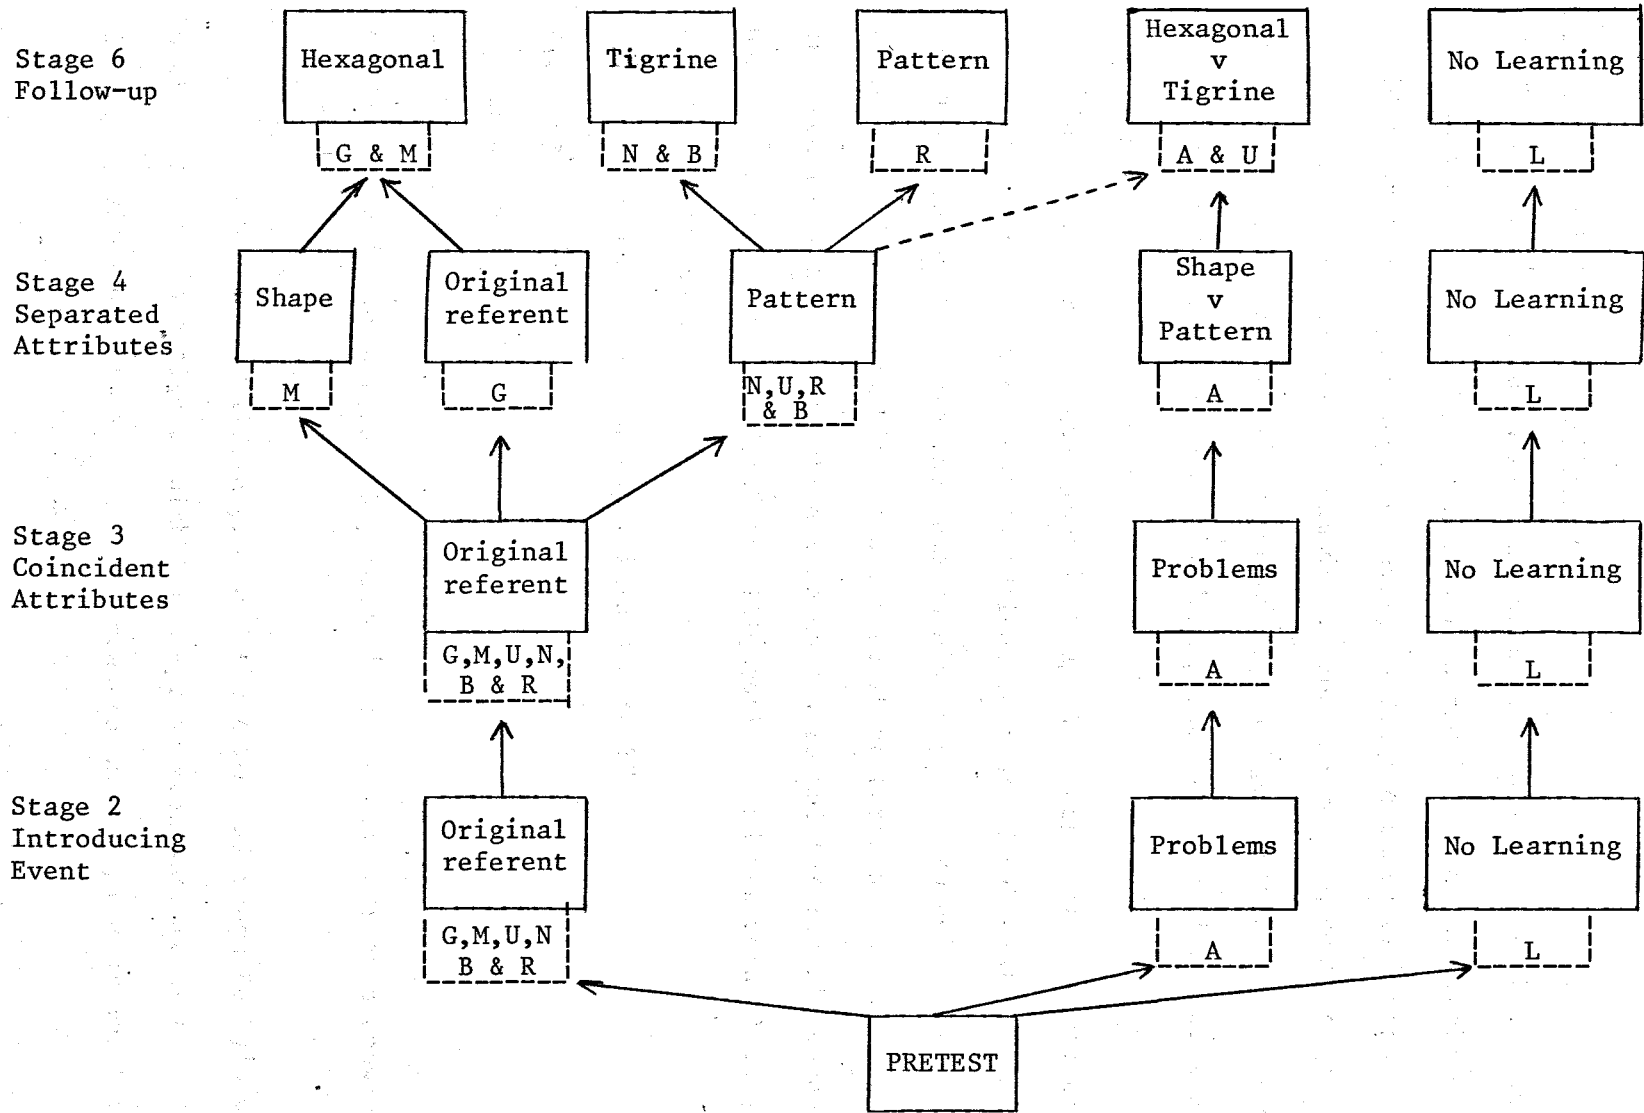 Stage 6
Follow-up
Hexagonal
Tigrine
Pattern
Hexagonal
v
Tigrine
No Learning
G & M
N & B
R
A & U
L
Stage 4
Separated
Attributes
Shape
Original
referent
Pattern
Shape
v
Pattern
No Learning
M
G
N,U,R
& B
A
L
Stage 3
Coincident
Attributes
Original
referent
Problems
No Learning
G,M,U,N,
B & R
A
L
Stage 2
Introducing
Event
Original
referent
Problems
No Learning
G,M,U,N
B & R
A
L
PRETEST